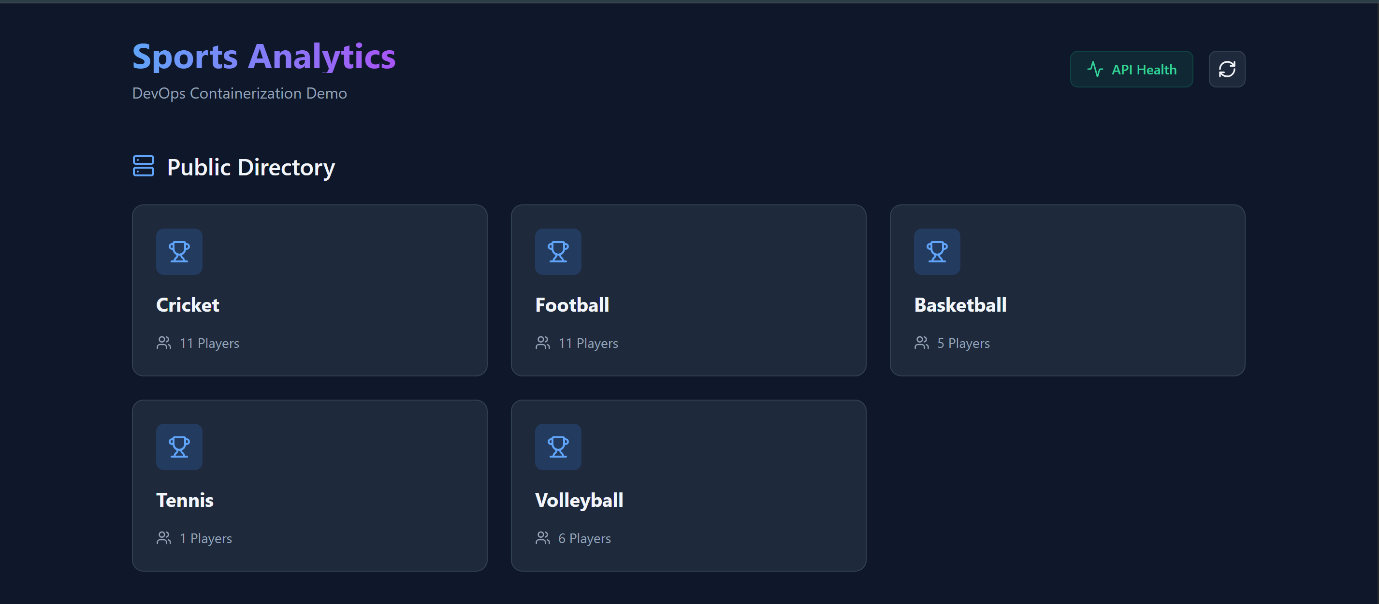 Sports Analytics
DevOps Containerization Demo
API Health
Public Directory
Cricket
11 Players
Football
11 Players
Basketball
5 Players
Tennis
1 Players
Volleyball
6 Players